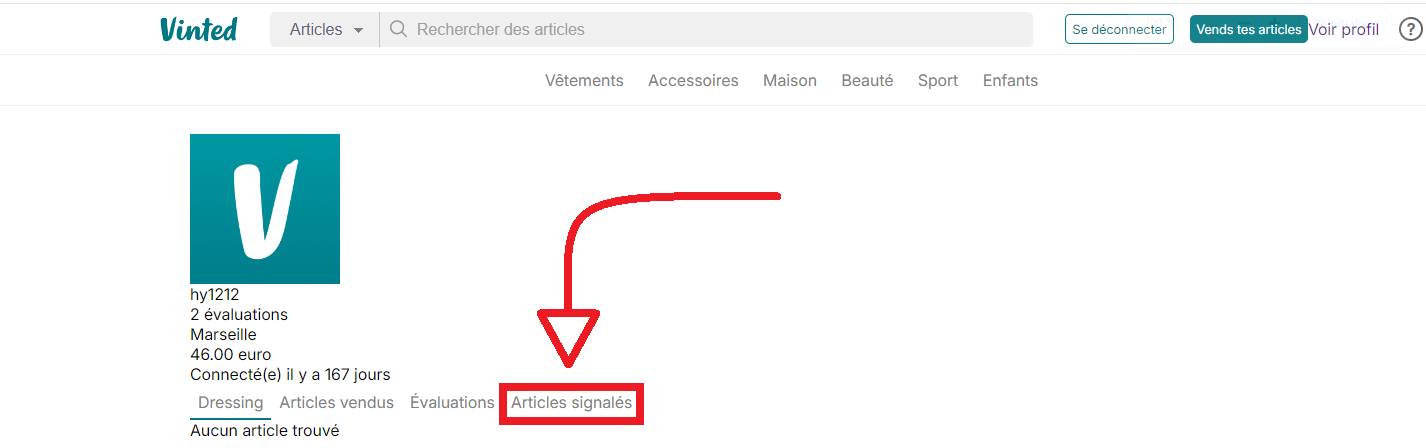 Vinted Articles Rechercher des articles Se déconnecter Vends tes articles Voir profil ?
Vêtements Accessoires Maison Beauté Sport Enfants
V
hy1212
2 évaluations
Marseille
46.00 euro
Connecté(e) il y a 167 jours
Dressing Articles vendus Évaluations Articles signalés
Aucun article trouvé